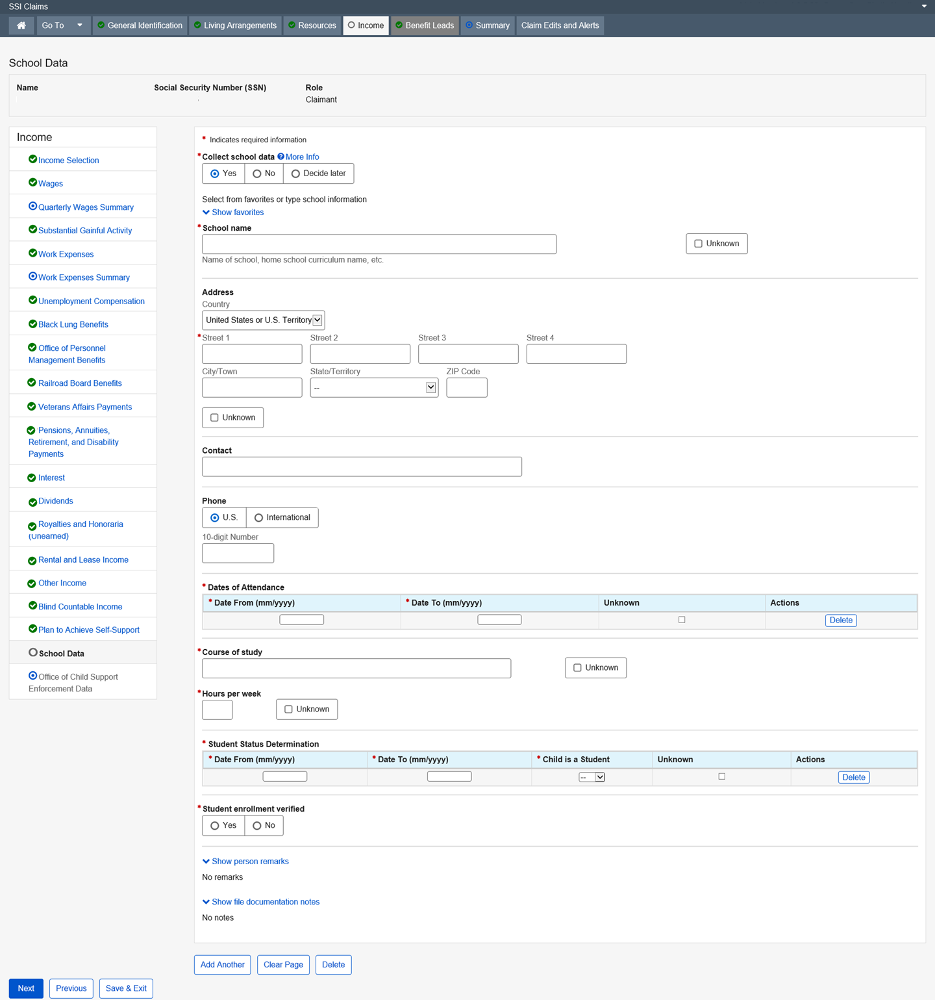 SSI Claims
Go To
General Identification
Living Arrangements
Resources
Income
Benefit Leads
Summary
Claim Edits and Alerts
School Data
Name
Social Security Number (SSN)
Role
Claimant
Income
Income Selection
Wages
Quarterly Wages Summary
Substantial Gainful Activity
Work Expenses
Work Expenses Summary
Unemployment Compensation
Black Lung Benefits
Office of Personnel
Management Benefits
Railroad Board Benefits
Veterans Affairs Payments
Pensions, Annuities,
Retirement, and Disability
Payments
Interest
Dividends
Royalties and Honoraria
(Unearned)
Rental and Lease Income
Other Income
Blind Countable Income
Plan to Achieve Self-Support
School Data
Office of Child Support
Enforcement Data
* Indicates required information
*Collect school data More Info
Yes No Decide later
Select from favorites or type school information
Show favorites
*School name
Unknown
Name of school, home school curriculum name, etc.
Address
Country
United States or U.S. Territory
*Street 1 Street 2 Street 3 Street 4
City/Town State/Territory ZIP Code
--
Unknown
Contact
Phone
U.S. International
10-digit Number
* Dates of Attendance
* Date From (mm/yyyy) * Date To (mm/yyyy) Unknown Actions
Delete
*Course of study
Unknown
*Hours per week
Unknown
* Student Status Determination
* Date From (mm/yyyy) * Date To (mm/yyyy) * Child is a Student Unknown Actions
-- Delete
*Student enrollment verified
Yes No
Show person remarks
No remarks
Show file documentation notes
No notes
Add Another Clear Page Delete
Next Previous Save & Exit